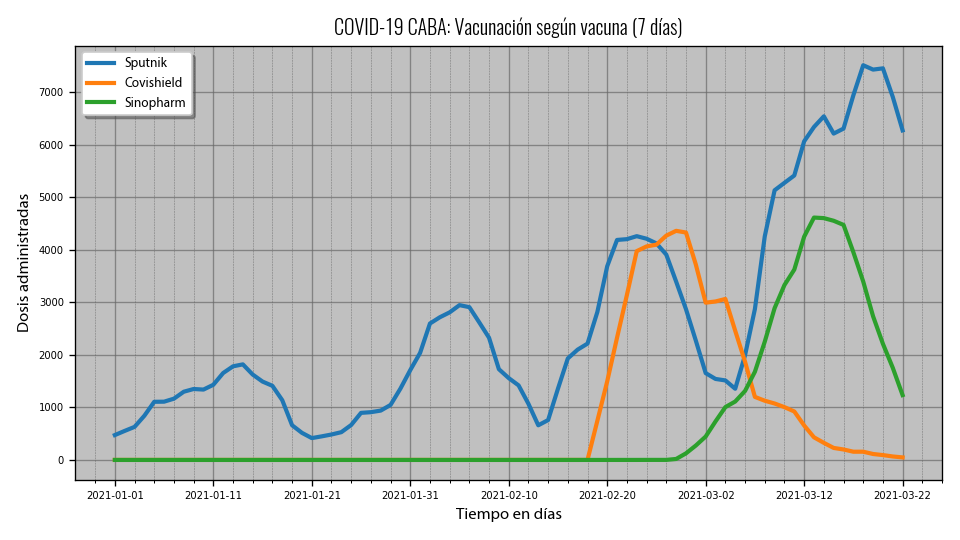 COVID-19 CABA: Vacunación según vacuna (7 días)
Sputnik
Covishield
Sinopharm
Dosis administradas
7000
6000
5000
4000
3000
2000
1000
0
2021-01-01 2021-01-11 2021-01-21 2021-01-31 2021-02-10 2021-02-20 2021-03-02 2021-03-12 2021-03-22
Tiempo en días